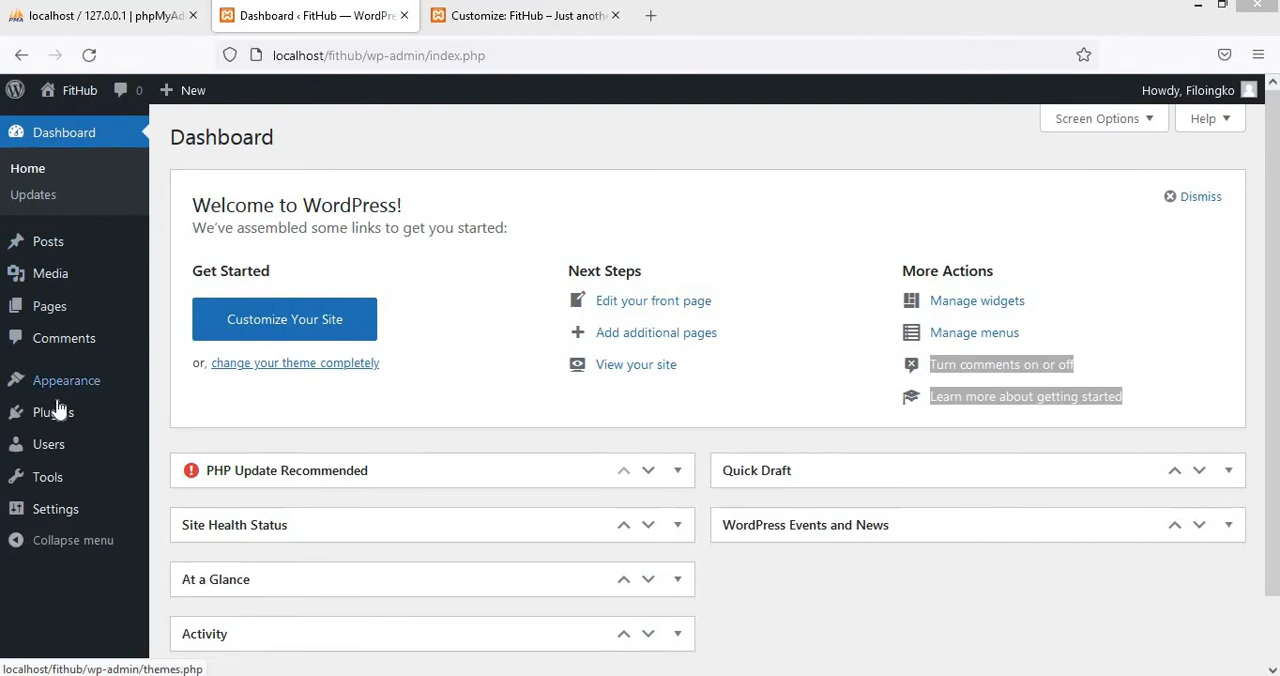 localhost / 127.0.0.1 | phpMyAd
Dashboard ‹ FitHub — WordPre
Customize: FitHub – Just anoth
localhost/fithub/wp-admin/index.php
FitHub
0
New
Howdy, Filoingko
Dashboard
Home
Updates
Posts
Media
Pages
Comments
Appearance
Plugins
Users
Tools
Settings
Collapse menu
Dashboard
Screen Options
Help
Welcome to WordPress!
We've assembled some links to get you started:
Dismiss
Get Started
Customize Your Site
or, change your theme completely
Next Steps
Edit your front page
Add additional pages
View your site
More Actions
Manage widgets
Manage menus
Turn comments on or off
Learn more about getting started
PHP Update Recommended
Site Health Status
At a Glance
Activity
Quick Draft
WordPress Events and News
localhost/fithub/wp-admin/themes.php